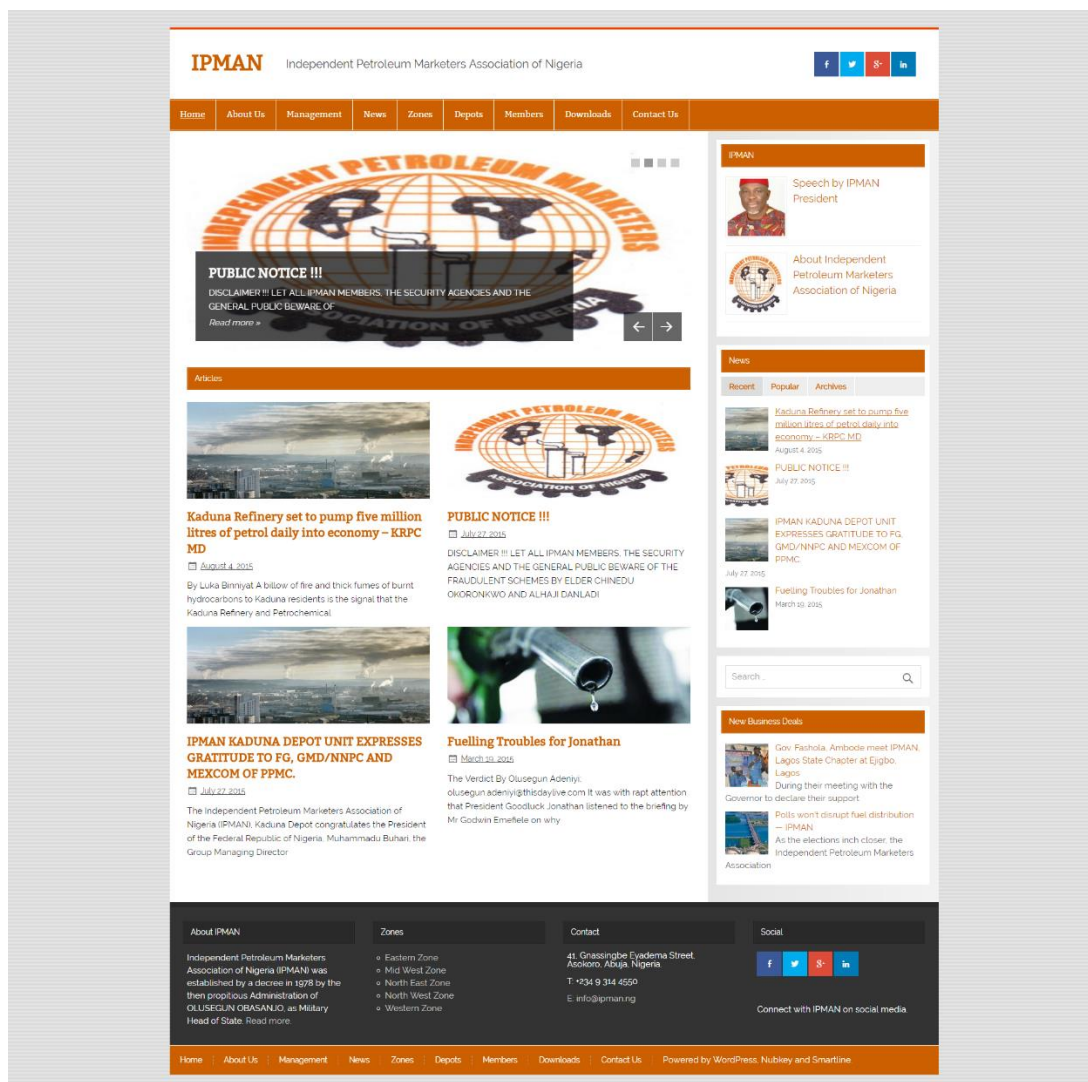 IPMAN
Independent Petroleum Marketers Association of Nigeria
Home About Us Management News Zones Depots Members Downloads Contact Us
INDEPENDENT PETROLEUM MARKETERS
ASSOCIATION OF NIGERIA
PUBLIC NOTICE !!!
DISCLAIMER !!! LET ALL IPMAN MEMBERS, THE SECURITY AGENCIES AND THE
GENERAL PUBLIC BEWARE OF
Read more »
Articles
Kaduna Refinery set to pump five million
litres of petrol daily into economy – KRPC
MD
August 4, 2015
By Luka Binniyat A billow of fire and thick fumes of burnt
hydrocarbons to Kaduna residents is the signal that the
Kaduna Refinery and Petrochemical
INDEPENDENT PETROLEUM MARKETERS
ASSOCIATION OF NIGERIA
PUBLIC NOTICE !!!
July 27, 2015
DISCLAIMER !!! LET ALL IPMAN MEMBERS, THE SECURITY
AGENCIES AND THE GENERAL PUBLIC BEWARE OF THE
FRAUDULENT SCHEMES BY ELDER CHINEDU
OKORONKWO AND ALHAJI DANLADI
IPMAN KADUNA DEPOT UNIT EXPRESSES
GRATITUDE TO FG, GMD/NNPC AND
MEXCOM OF PPMC.
July 27, 2015
The Independent Petroleum Marketers Association of
Nigeria (IPMAN), Kaduna Depot congratulates the President
of the Federal Republic of Nigeria. Muhammadu Buhari, the
Group Managing Director
Fuelling Troubles for Jonathan
March 19, 2015
The Verdict By Olusegun Adeniyi;
olusegun.adeniyi@thisdaylive.com It was with rapt attention
that President Goodluck Jonathan listened to the briefing by
Mr Godwin Emefiele on why
IPMAN
Speech by IPMAN
President
About Independent
Petroleum Marketers
Association of Nigeria
News
Recent Popular Archives
Kaduna Refinery set to pump five
million litres of petrol daily into
economy – KRPC MD
August 4, 2015
PUBLIC NOTICE !!!
July 27, 2015
IPMAN KADUNA DEPOT UNIT
EXPRESSES GRATITUDE TO FG,
GMD/NNPC AND MEXCOM OF
PPMC.
July 27, 2015
Fuelling Troubles for Jonathan
March 19, 2015
Search …
New Business Deals
Gov. Fashola, Ambode meet IPMAN,
Lagos State Chapter at Ejigbo,
Lagos
During their meeting with the
Governor to declare their support
Polls won't disrupt fuel distribution
— IPMAN
As the elections inch closer, the
Independent Petroleum Marketers
Association
About IPMAN
Independent Petroleum Marketers
Association of Nigeria (IPMAN) was
established by a decree in 1978 by the
then propitious Administration of
OLUSEGUN OBASANJO, as Military
Head of State. Read more.
Zones
Eastern Zone
Mid West Zone
North East Zone
North West Zone
Western Zone
Contact
41, Gnassingbe Eyadema Street,
Asokoro, Abuja, Nigeria.
T: +234 9 314 4550
E: info@ipman.ng
Social
Connect with IPMAN on social media.
Home About Us Management News Zones Depots Members Downloads Contact Us Powered by WordPress, Nubkey and Smartline